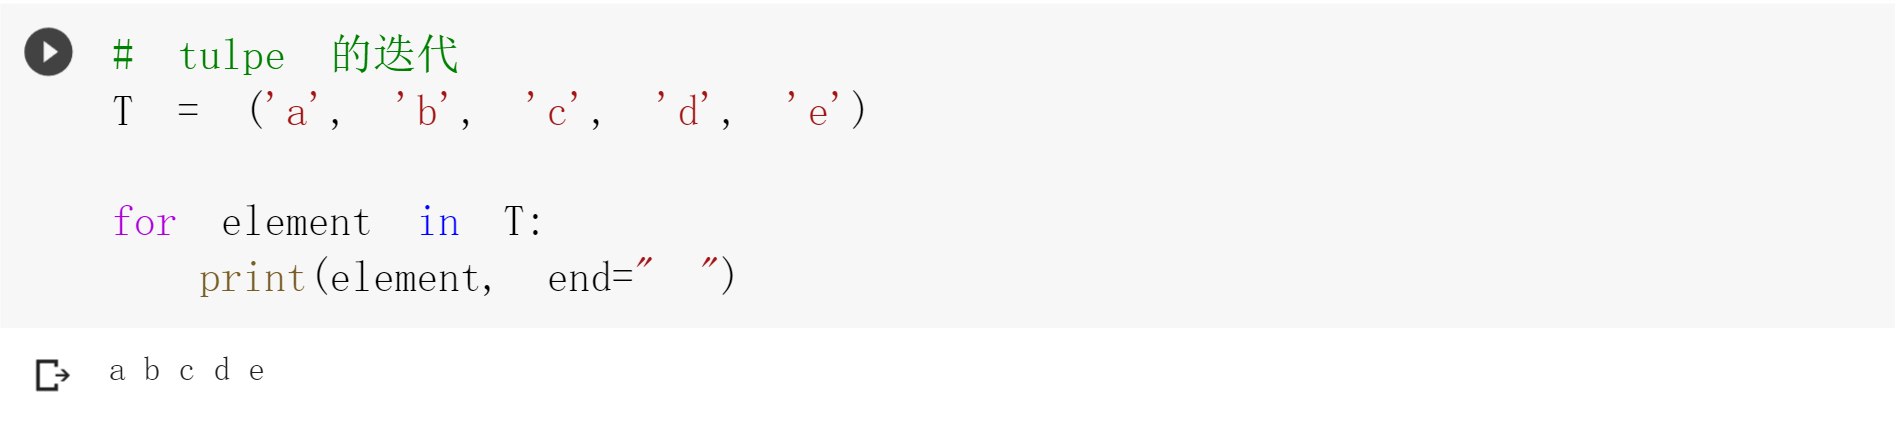 # tulpe 的迭代
T = ('a', 'b', 'c', 'd', 'e')
for element in T:
    print(element, end=" ")
a b c d e